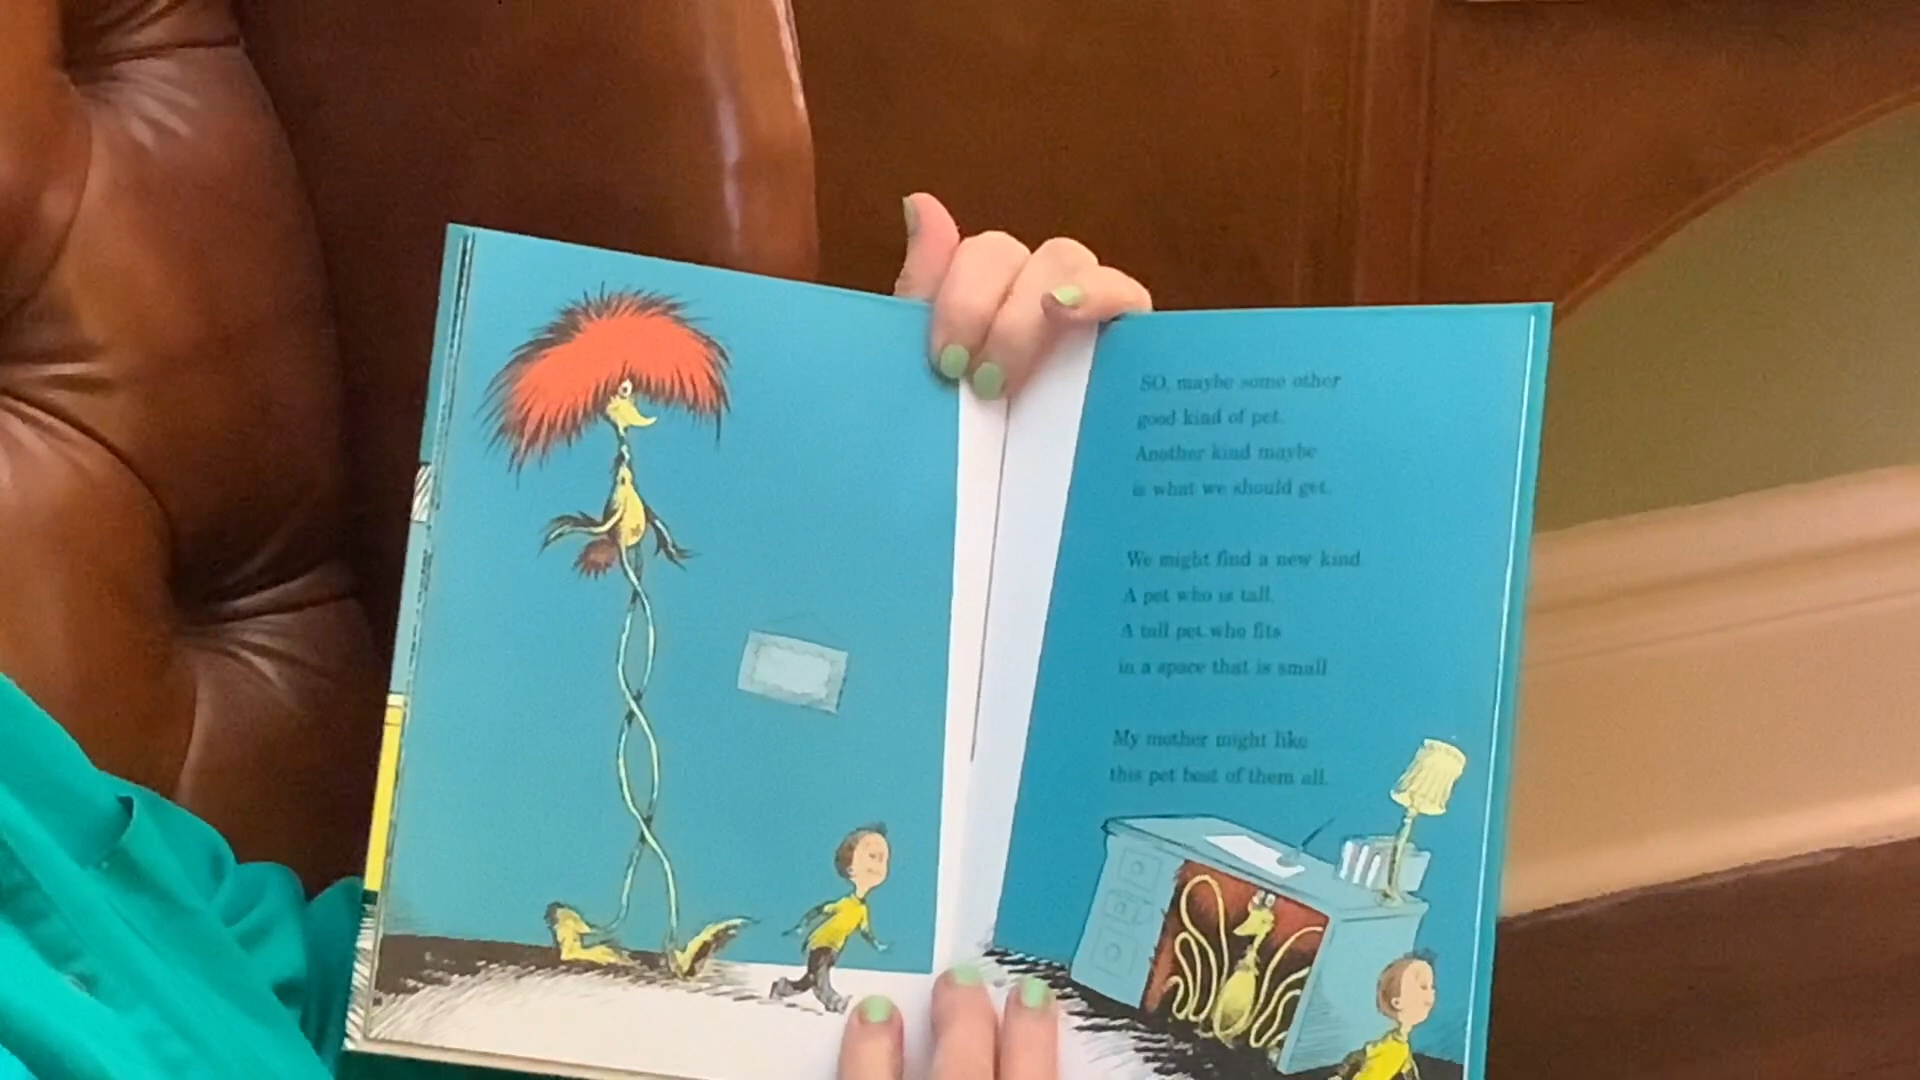 SO, maybe some other
good kind of pet.
Another kind maybe
is what we should get.
We might find a new kind
A pet who is tall.
A tall pet who fits
in a space that is small
My mother might like
this pet best of them all.